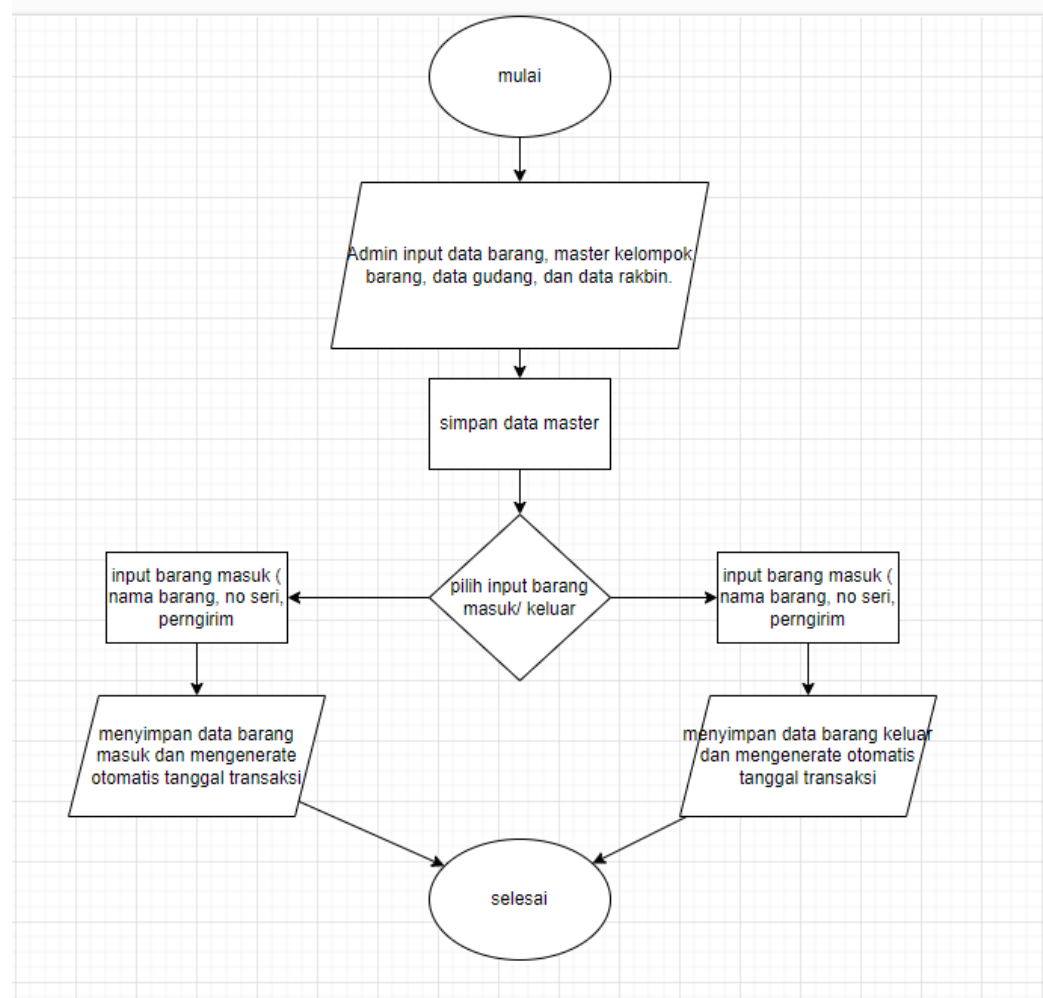 mulai
Admin input data barang, master kelompok
barang, data gudang, dan data rakbin.
simpan data master
pilih input barang
masuk/ keluar
input barang masuk (
nama barang, no seri,
perngirim
input barang masuk (
nama barang, no seri,
perngirim
menyimpan data barang
masuk dan mengenerate
otomatis tanggal transaksi
menyimpan data barang keluar
dan mengenerate otomatis
tanggal transaksi
selesai